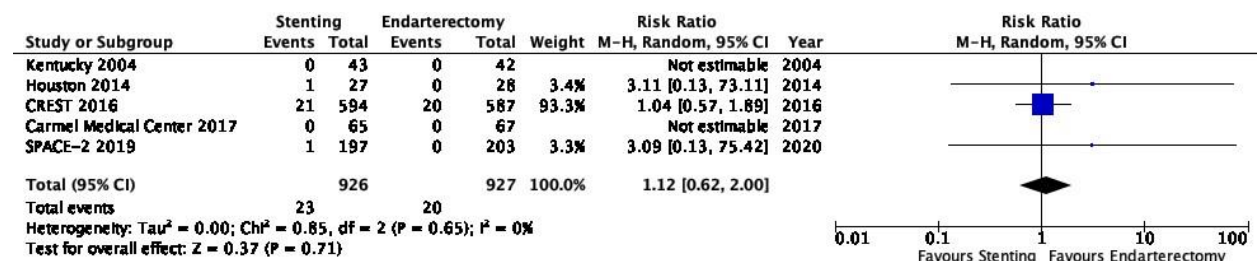 Stenting Endarterectomy Risk Ratio Risk Ratio
Study or Subgroup Events Total Events Total Weight M-H, Random, 95% CI Year M-H, Random, 95% CI
Kentucky 2004 0 43 0 42 Not estimable 2004
Houston 2014 1 27 0 28 3.4% 3.11 [0.13, 73.11] 2014
CREST 2016 21 594 20 587 93.3% 1.04 [0.57, 1.89] 2016
Carmel Medical Center 2017 0 65 0 67 Not estimable 2017
SPACE-2 2019 1 197 0 203 3.3% 3.09 [0.13, 75.42] 2020
Total (95% CI) 926 927 100.0% 1.12 [0.62, 2.00]
Total events 23 20
Heterogeneity: Tau² = 0.00; Chi² = 0.85, df = 2 (P = 0.65); I² = 0%
Test for overall effect: Z = 0.37 (P = 0.71)
0.01 0.1 1 10 100
Favours Stenting Favours Endarterectomy